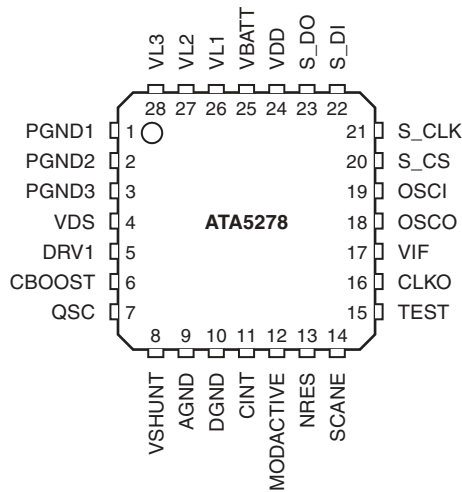 VL3 VL2 VL1 VBATT VDD S_DO S_DI
28 27 26 25 24 23 22
PGND1 1 21 S_CLK
PGND2 2 20 S_CS
PGND3 3 19 OSCI
VDS 4 ATA5278 18 OSCO
DRV1 5 17 VIF
CBOOST 6 16 CLKO
QSC 7 15 TEST
8 9 10 11 12 13 14
VSHUNT AGND DGND CINT MODACTIVE NRES SCANE